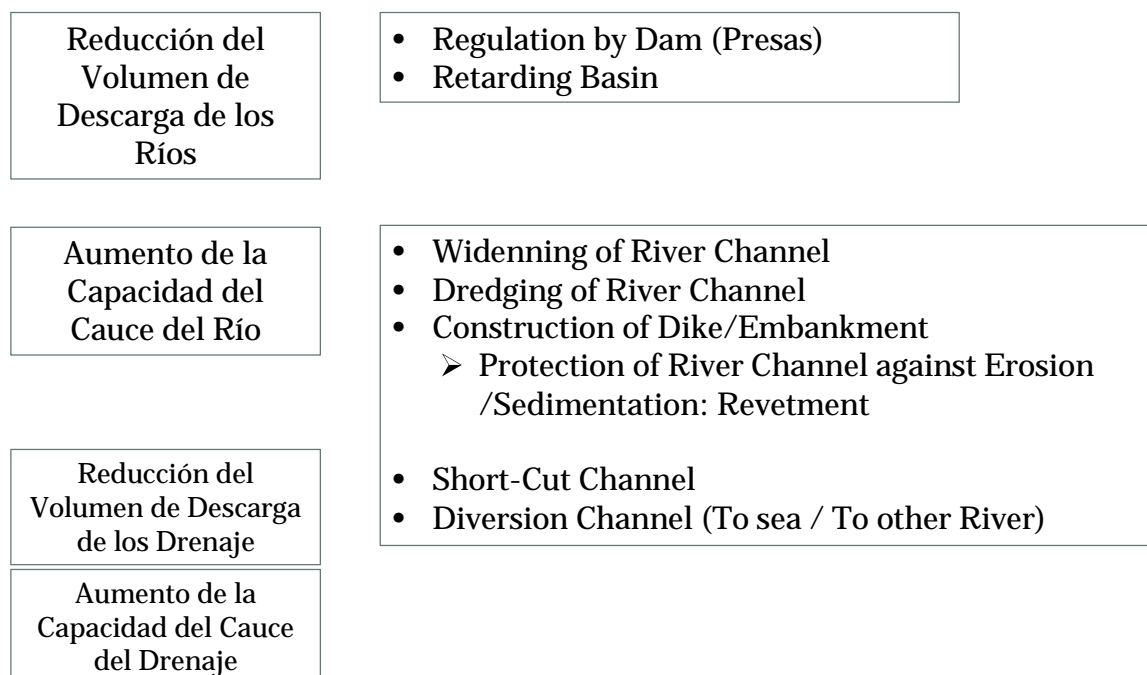 Reducción del
Volumen de
Descarga de los
Ríos
• Regulation by Dam (Presas)
• Retarding Basin
Aumento de la
Capacidad del
Cauce del Río
• Widenning of River Channel
• Dredging of River Channel
• Construction of Dike/Embankment
➢ Protection of River Channel against Erosion
/Sedimentation: Revetment
• Short-Cut Channel
• Diversion Channel (To sea / To other River)
Reducción del
Volumen de Descarga
de los Drenaje
Aumento de la
Capacidad del Cauce
del Drenaje